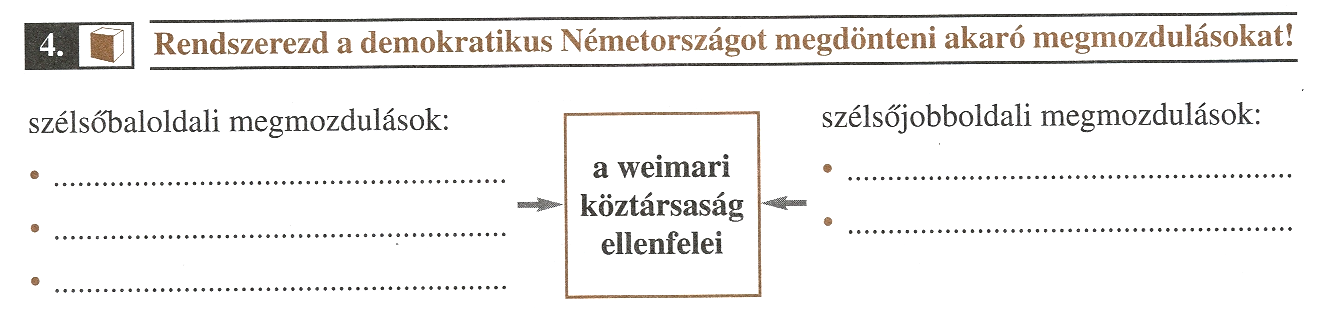 4. Rendszerezd a demokratikus Németországot megdönteni akaró megmozdulásokat!
szélsőbaloldali megmozdulások:
• ........................................................
• ........................................................
• ........................................................
a weimari
köztársaság
ellenfelei
szélsőjobboldali megmozdulások:
• ........................................................
• ........................................................